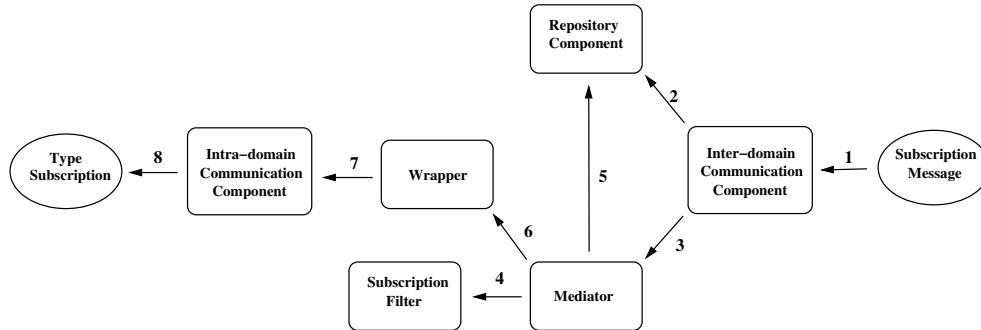 Repository
Component
2
Inter-domain
Communication
Component
1
Subscription
Message
Type
Subscription
8
Intra-domain
Communication
Component
7
Wrapper
5
6
3
Subscription
Filter
4
Mediator